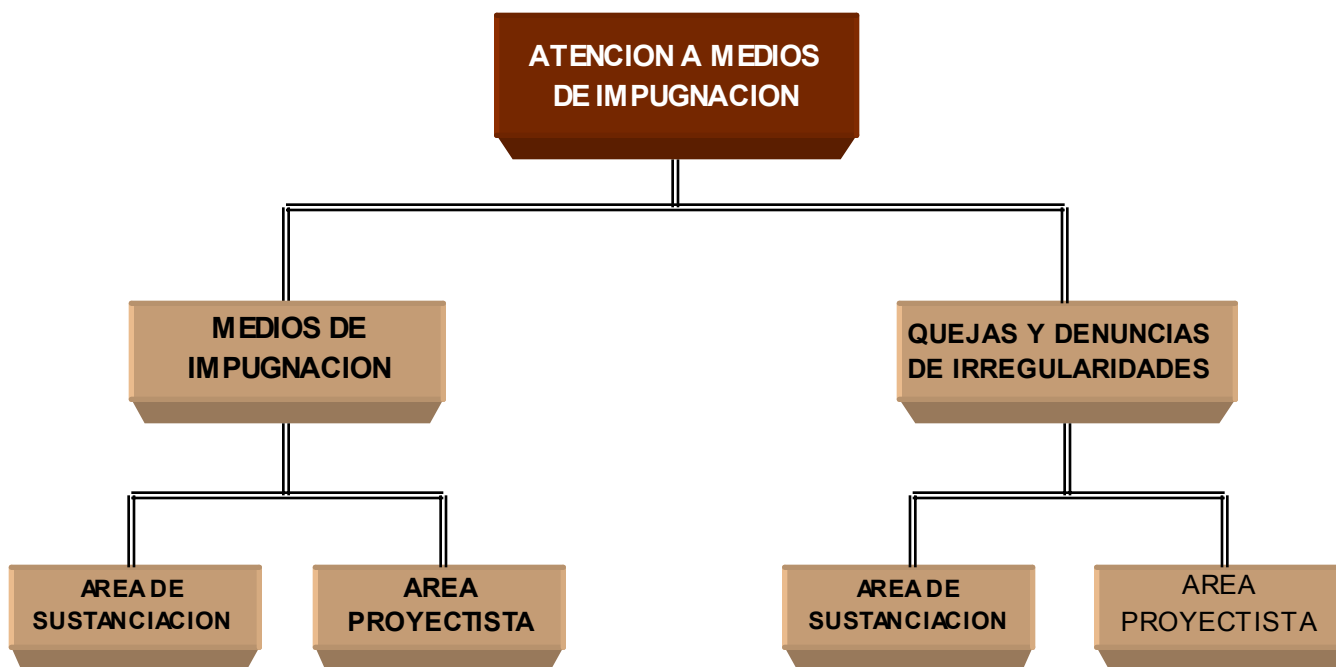 ATENCION A MEDIOS
DE IMPUGNACION
MEDIOS DE
IMPUGNACION
QUEJAS Y DENUNCIAS
DE IRREGULARIDADES
AREA DE
SUSTANCIACION
AREA
PROYECTISTA
AREA DE
SUSTANCIACION
AREA
PROYECTISTA